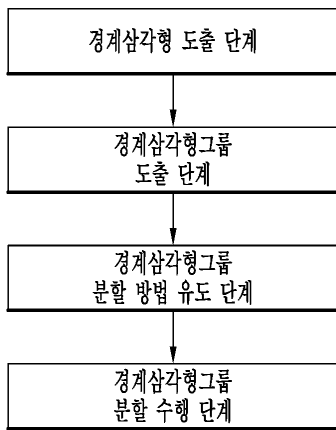 경계삼각형 도출 단계
경계삼각형그룹
도출 단계
경계삼각형그룹
분할 방법 유도 단계
경계삼각형그룹
분할 수행 단계